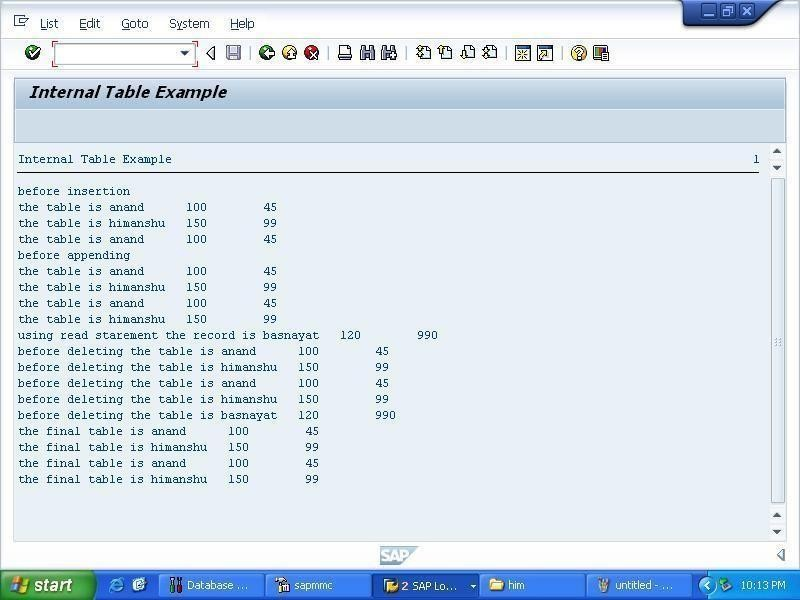 List Edit Goto System Help
Internal Table Example
Internal Table Example 1
before insertion
the table is anand 100 45
the table is himanshu 150 99
the table is anand 100 45
before appending
the table is anand 100 45
the table is himanshu 150 99
the table is anand 100 45
the table is himanshu 150 99
using read starement the record is basnayat 120 990
before deleting the table is anand 100 45
before deleting the table is himanshu 150 99
before deleting the table is anand 100 45
before deleting the table is himanshu 150 99
before deleting the table is basnayat 120 990
the final table is anand 100 45
the final table is himanshu 150 99
the final table is anand 100 45
the final table is himanshu 150 99
SAP
start Database ... sapmmc 2 SAP Lo... him untitled - ... 10:13 PM